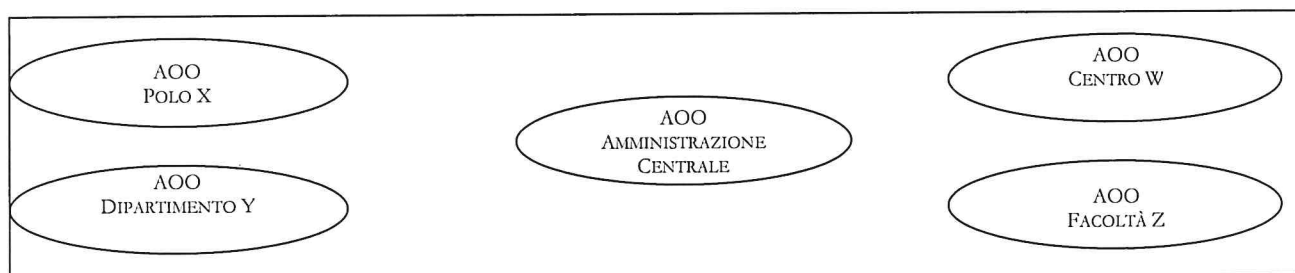 AOO
POLO X
AOO
DIPARTIMENTO Y
AOO
AMMINISTRAZIONE
CENTRALE
AOO
CENTRO W
AOO
FACOLTÀ Z